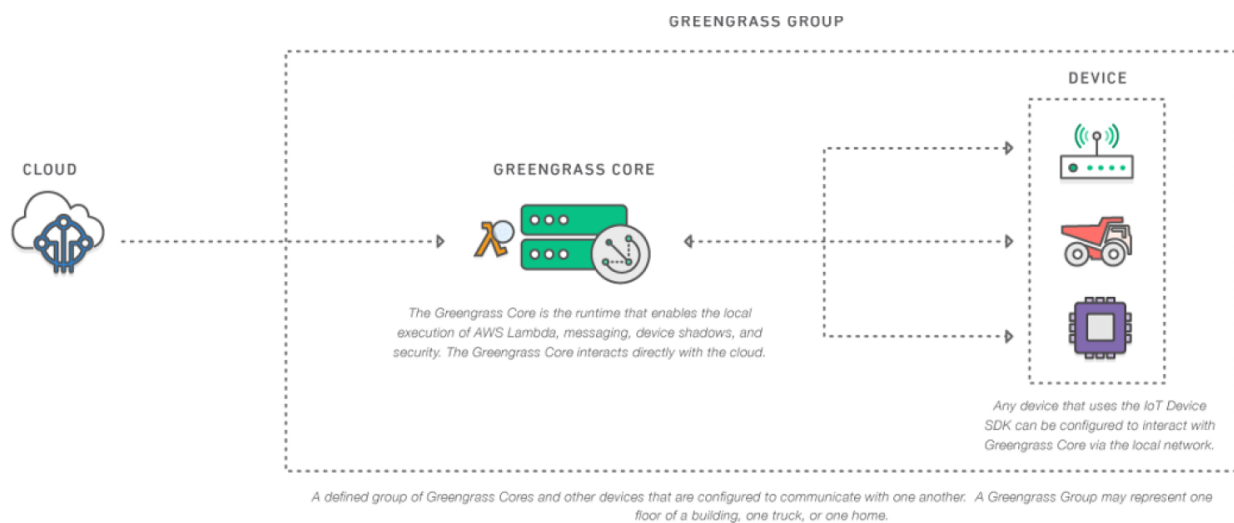 GREENGRASS GROUP
DEVICE
CLOUD
GREENGRASS CORE
The Greengrass Core is the runtime that enables the local
execution of AWS Lambda, messaging, device shadows, and
security. The Greengrass Core interacts directly with the cloud.
Any device that uses the IoT Device
SDK can be configured to interact with
Greengrass Core via the local network.
A defined group of Greengrass Cores and other devices that are configured to communicate with one another. A Greengrass Group may represent one
floor of a building, one truck, or one home.